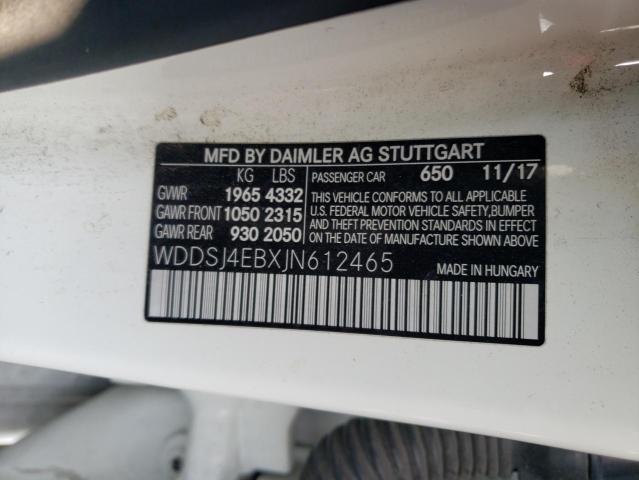 MFD BY DAIMLER AG STUTTGART
KG LBS PASSENGER CAR 650 11/17
GVWR 1965 4332 THIS VEHICLE CONFORMS TO ALL APPLICABLE
GAWR FRONT 1050 2315 U.S. FEDERAL MOTOR VEHICLE SAFETY, BUMPER
GAWR REAR 930 2050 AND THEFT PREVENTION STANDARDS IN EFFECT
ON THE DATE OF MANUFACTURE SHOWN ABOVE.
WDDSJ4EBXJN612465 MADE IN HUNGARY